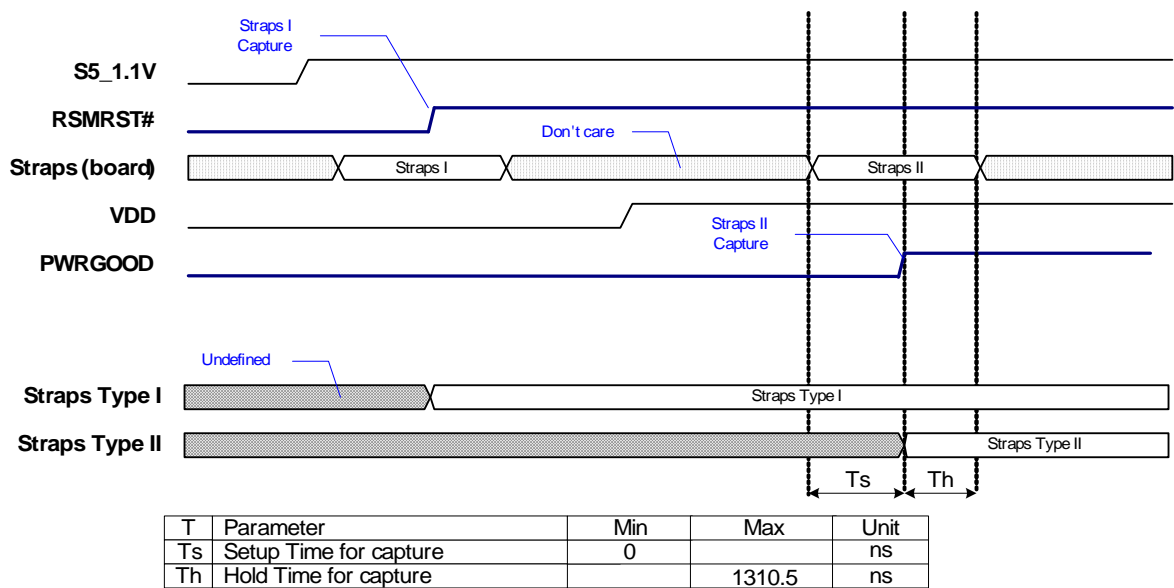 Straps I
Capture
S5_1.1V
RSMRST#
Don't care
Straps (board)
Straps I
Straps II
VDD
Straps II
Capture
PWRGOOD
Undefined
Straps Type I
Straps Type I
Straps Type II
Straps Type II
Ts Th
T Parameter Min Max Unit
Ts Setup Time for capture 0 ns
Th Hold Time for capture 1310.5 ns